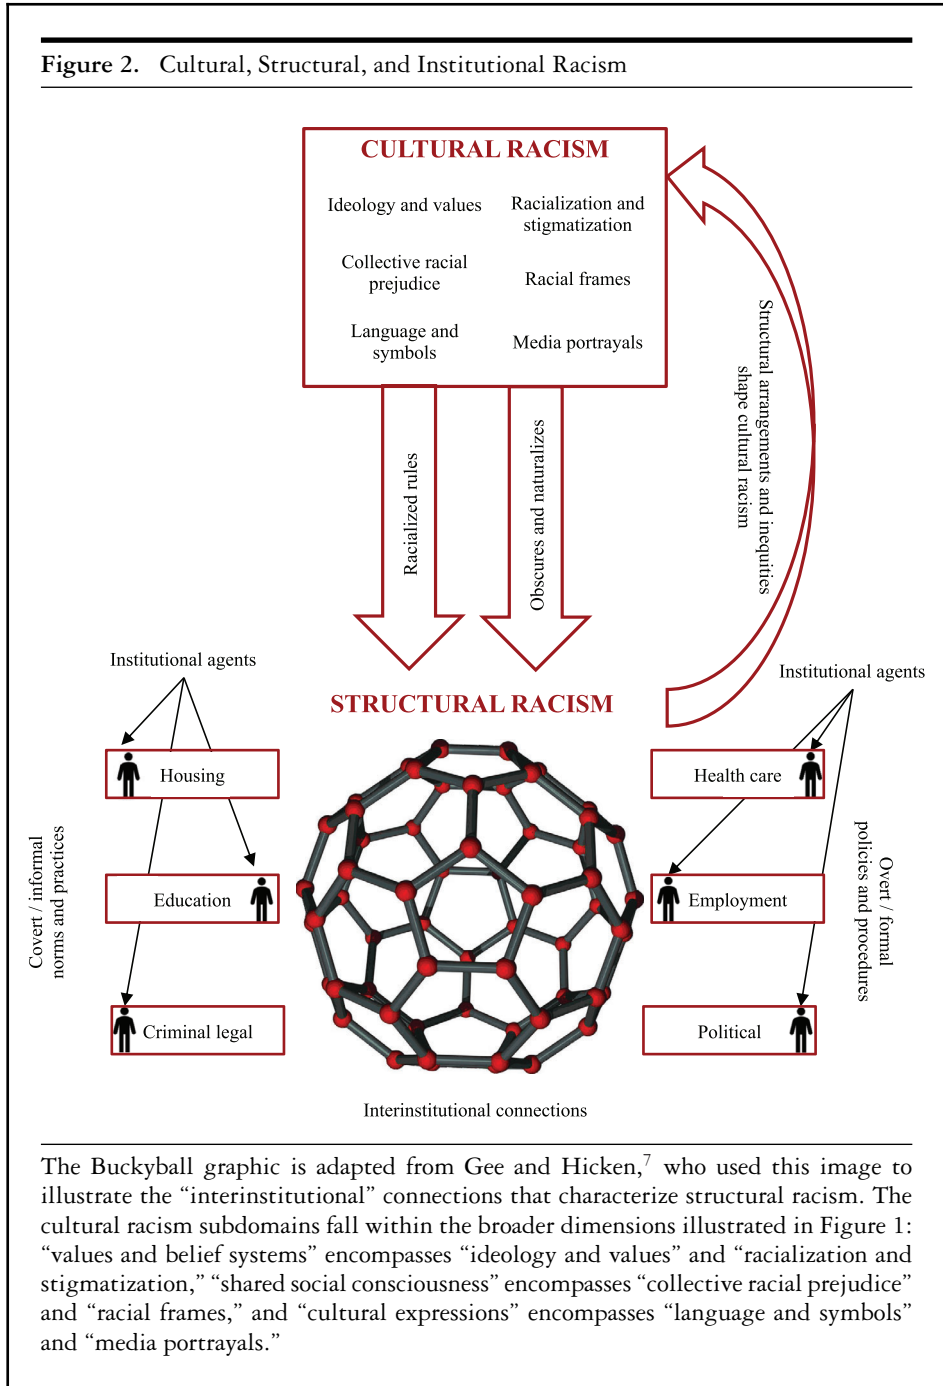 Figure 2. Cultural, Structural, and Institutional Racism
CULTURAL RACISM
Ideology and values
Racialization and
stigmatization
Collective racial
prejudice
Racial frames
Language and
symbols
Media portrayals
Racialized rules
Obscures and naturalizes
Structural arrangements and inequities
shape cultural racism
STRUCTURAL RACISM
Institutional agents
Housing
Education
Criminal legal
Covert / informal
norms and practices
Institutional agents
Health care
Employment
Political
Overt / formal
policies and procedures
Interinstitutional connections
The Buckyball graphic is adapted from Gee and Hicken,7 who used this image to
illustrate the “interinstitutional” connections that characterize structural racism. The
cultural racism subdomains fall within the broader dimensions illustrated in Figure 1:
“values and belief systems” encompasses “ideology and values” and “racialization and
stigmatization,” “shared social consciousness” encompasses “collective racial prejudice”
and “racial frames,” and “cultural expressions” encompasses “language and symbols”
and “media portrayals.”